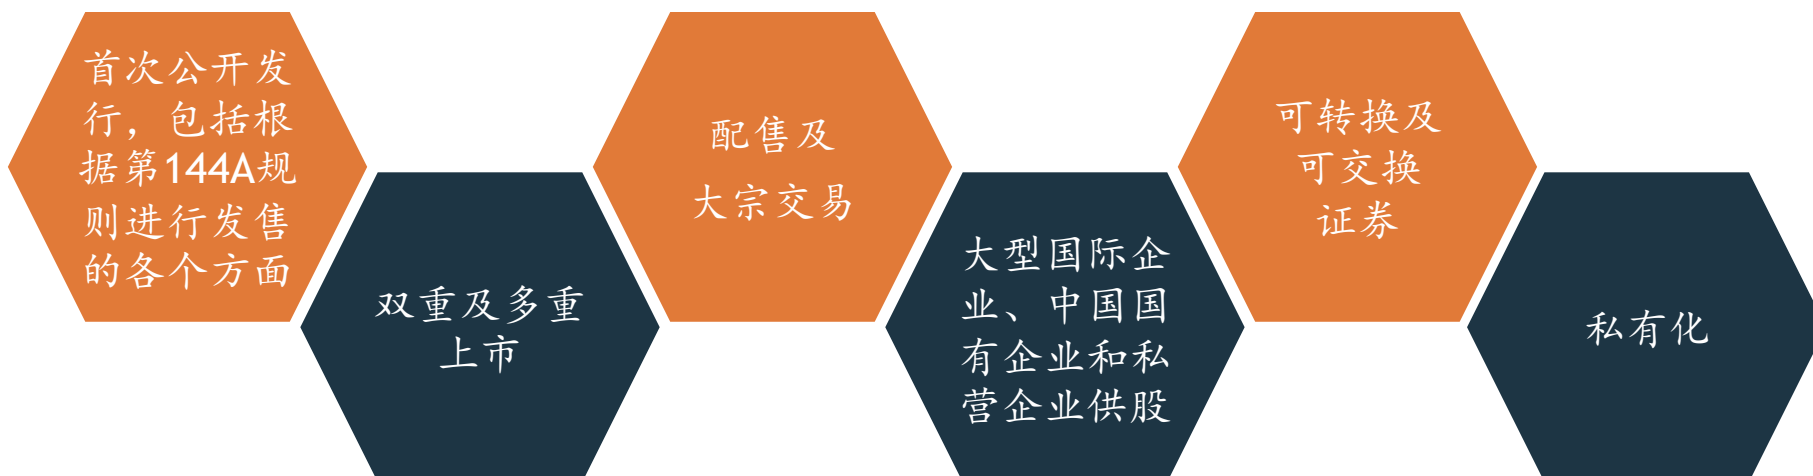 首次公开发
行，包括根
据第144A规
则进行发售
的各个方面
双重及多重
上市
配售及
大宗交易
大型国际企
业、中国国
有企业和私
营企业供股
可转换及
可交换
证券
私有化